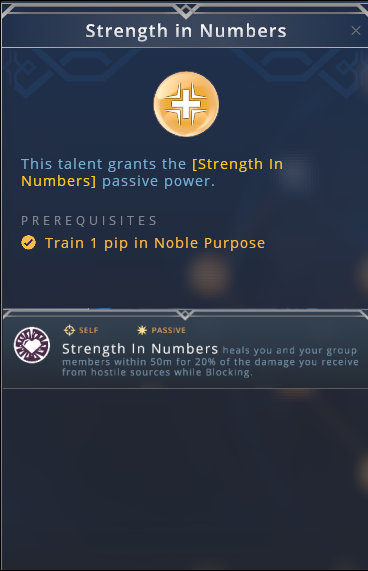 Strength in Numbers
This talent grants the [Strength In
Numbers] passive power.
PREREQUISITES
Train 1 pip in Noble Purpose
SELF PASSIVE
Strength In Numbers heals you and your group
members within 50m for 20% of the damage you receive
from hostile sources while Blocking.